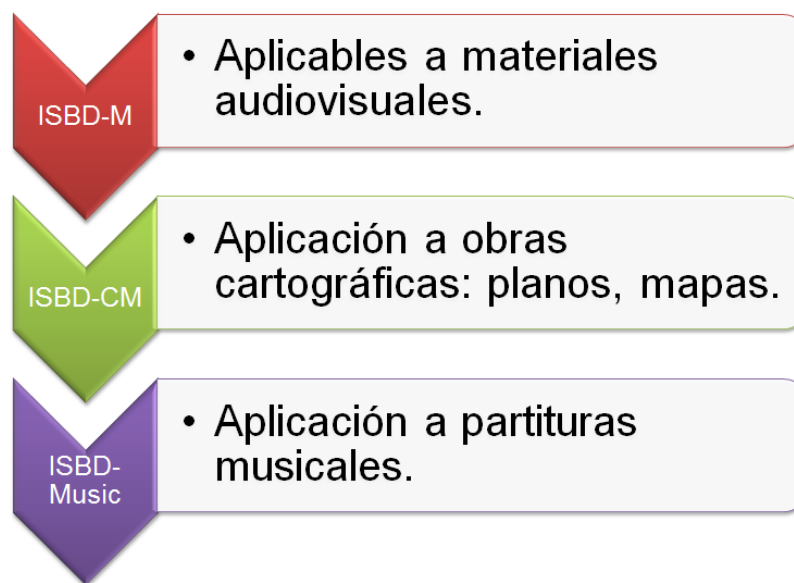 ISBD-M
• Aplicables a materiales
audiovisuales.
ISBD-CM
• Aplicación a obras
cartográficas: planos, mapas.
ISBD-
Music
• Aplicación a partituras
musicales.